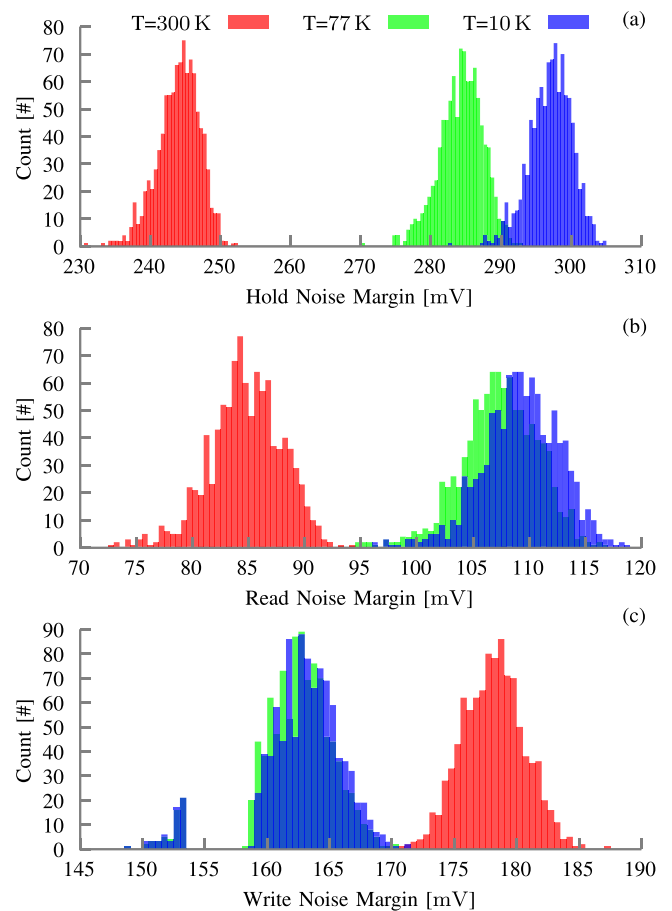 T=300 K T=77 K T=10 K (a)
80
70
60
50
40
30
20
10
0
Count [#]
230 240 250 260 270 280 290 300 310
Hold Noise Margin [mV]
(b)
80
70
60
50
40
30
20
10
0
Count [#]
70 75 80 85 90 95 100 105 110 115 120
Read Noise Margin [mV]
(c)
90
80
70
60
50
40
30
20
10
0
Count [#]
145 150 155 160 165 170 175 180 185 190
Write Noise Margin [mV]